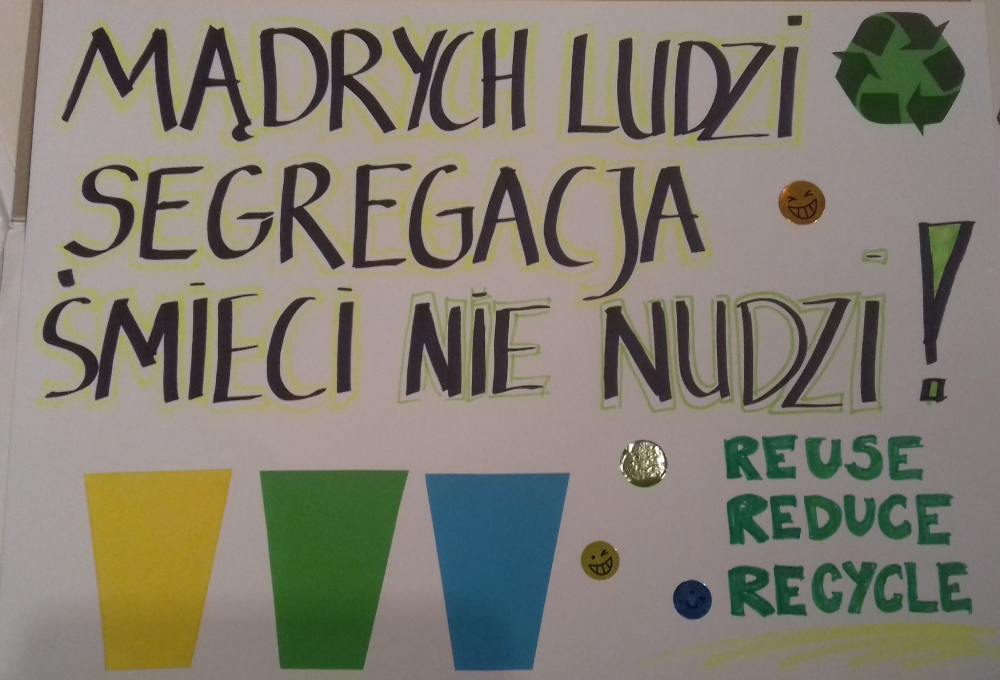 MĄDRYCH LUDZI
SEGREGACJA
ŚMIECI NIE NUDZI!
REUSE
REDUCE
RECYCLE